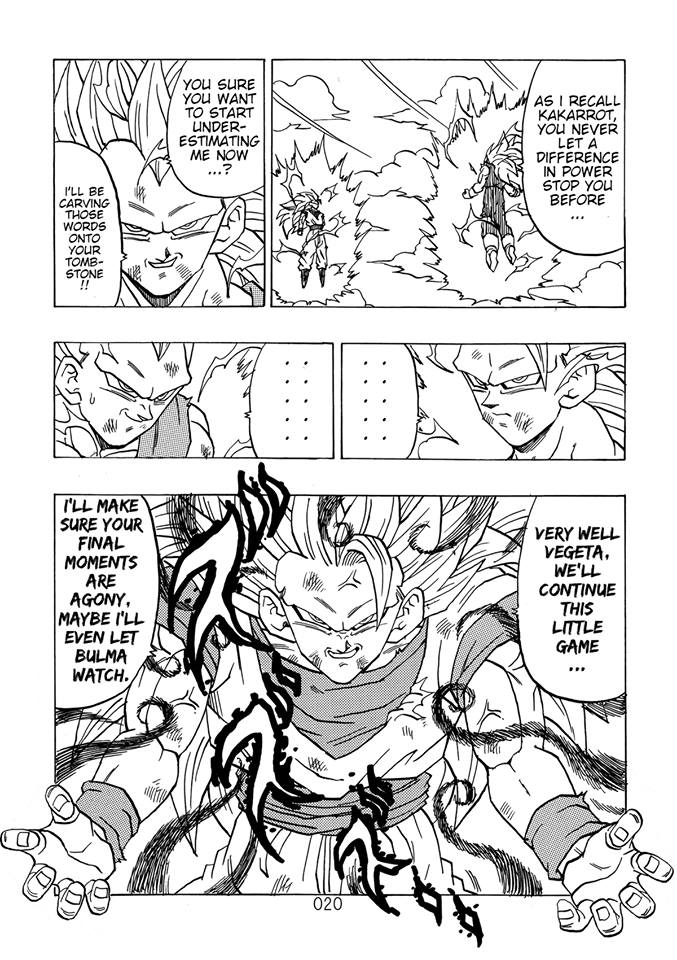 AS I RECALL
KAKARROT,
YOU NEVER
LET A
DIFFERENCE
IN POWER
STOP YOU
BEFORE
...
YOU SURE
YOU WANT
TO START
UNDER-
ESTIMATING
ME NOW
...?
I'LL BE
CARVING
THOSE
WORDS
ONTO
YOUR
TOMB-
STONE
!!
. .
. .
. .
. .
. .
. .
. .
. .
. .
. .
. .
. .
VERY WELL
VEGETA,
WE'LL
CONTINUE
THIS
LITTLE
GAME
...
I'LL MAKE
SURE YOUR
FINAL
MOMENTS
ARE
AGONY,
MAYBE I'LL
EVEN LET
BULMA
WATCH.
020